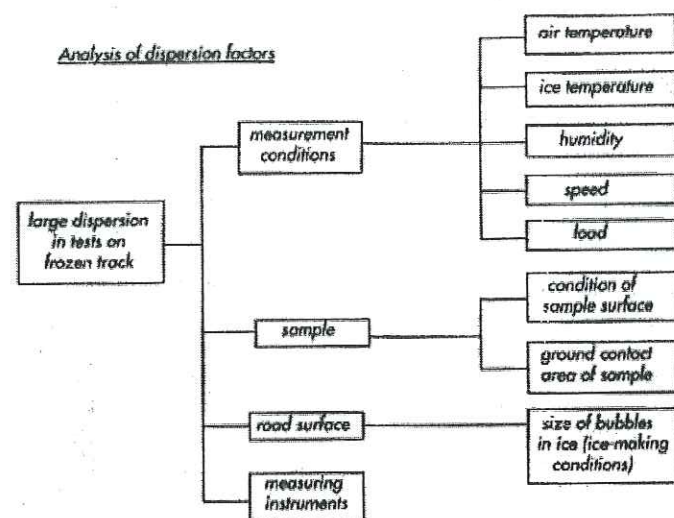 Analysis of dispersion factors
air temperature
ice temperature
measurement
conditions
humidity
speed
load
large dispersion
in tests on
frozen track
condition of
sample surface
sample
ground contact
area of sample
road surface
size of bubbles
in ice (ice-making
conditions)
measuring
instruments